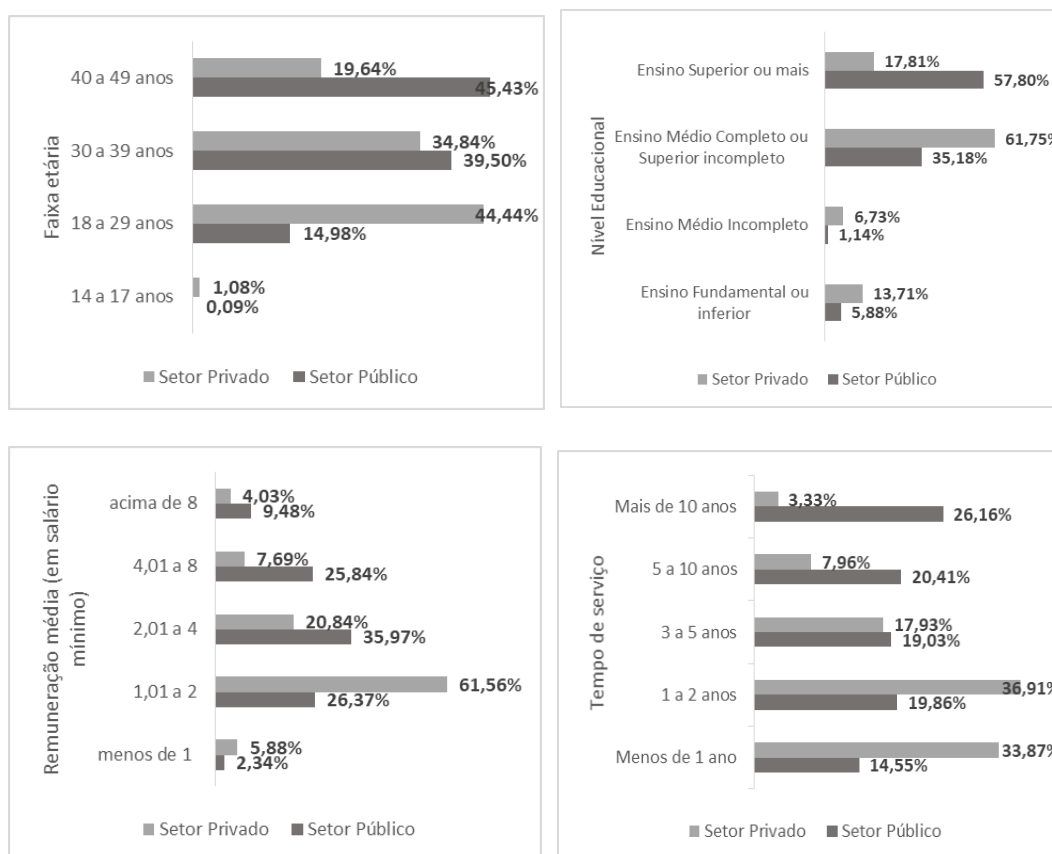 Faixa etária
40 a 49 anos
19,64%
45,43%
30 a 39 anos
34,84%
39,50%
18 a 29 anos
44,44%
14,98%
14 a 17 anos
1,08%
0,09%
Setor Privado Setor Público
Nível Educacional
Ensino Superior ou mais
17,81%
57,80%
Ensino Médio Completo ou
Superior incompleto
61,75%
35,18%
Ensino Médio Incompleto
6,73%
1,14%
Ensino Fundamental ou
inferior
13,71%
5,88%
Setor Privado Setor Público
Remuneração média (em salário
mínimo)
acima de 8
4,03%
9,48%
4,01 a 8
7,69%
25,84%
2,01 a 4
20,84%
35,97%
1,01 a 2
61,56%
26,37%
menos de 1
5,88%
2,34%
Setor Privado Setor Público
Tempo de serviço
Mais de 10 anos
3,33%
26,16%
5 a 10 anos
7,96%
20,41%
3 a 5 anos
17,93%
19,03%
1 a 2 anos
36,91%
19,86%
Menos de 1 ano
33,87%
14,55%
Setor Privado Setor Público